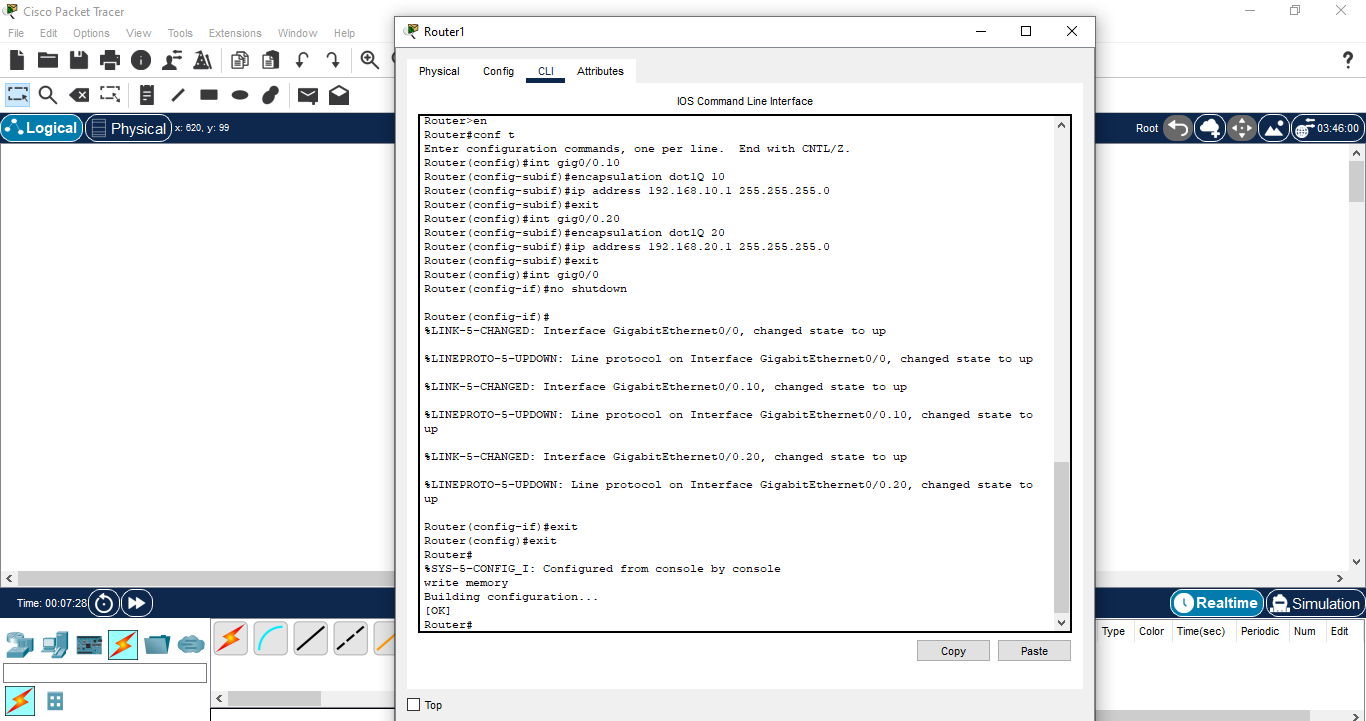 Cisco Packet Tracer
File Edit Options View Tools Extensions Window Help
Logical
Physical
x: 620, y: 99
Root
03:46:00
Router1
Physical Config CLI Attributes
IOS Command Line Interface
Router>en
Router#conf t
Enter configuration commands, one per line.  End with CNTL/Z.
Router(config)#int gig0/0.10
Router(config-subif)#encapsulation dot1Q 10
Router(config-subif)#ip address 192.168.10.1 255.255.255.0
Router(config-subif)#exit
Router(config)#int gig0/0.20
Router(config-subif)#encapsulation dot1Q 20
Router(config-subif)#ip address 192.168.20.1 255.255.255.0
Router(config-subif)#exit
Router(config)#int gig0/0
Router(config-if)#no shutdown
Router(config-if)#
%LINK-5-CHANGED: Interface GigabitEthernet0/0, changed state to up
%LINEPROTO-5-UPDOWN: Line protocol on Interface GigabitEthernet0/0, changed state to up
%LINK-5-CHANGED: Interface GigabitEthernet0/0.10, changed state to up
%LINEPROTO-5-UPDOWN: Line protocol on Interface GigabitEthernet0/0.10, changed state to
up
%LINK-5-CHANGED: Interface GigabitEthernet0/0.20, changed state to up
%LINEPROTO-5-UPDOWN: Line protocol on Interface GigabitEthernet0/0.20, changed state to
up
Router(config-if)#exit
Router(config)#exit
Router#
%SYS-5-CONFIG_I: Configured from console by console
write memory
Building configuration...
[OK]
Router#
Copy
Paste
Top
Time: 00:07:28
Realtime
Simulation
Type Color Time(sec) Periodic Num Edit